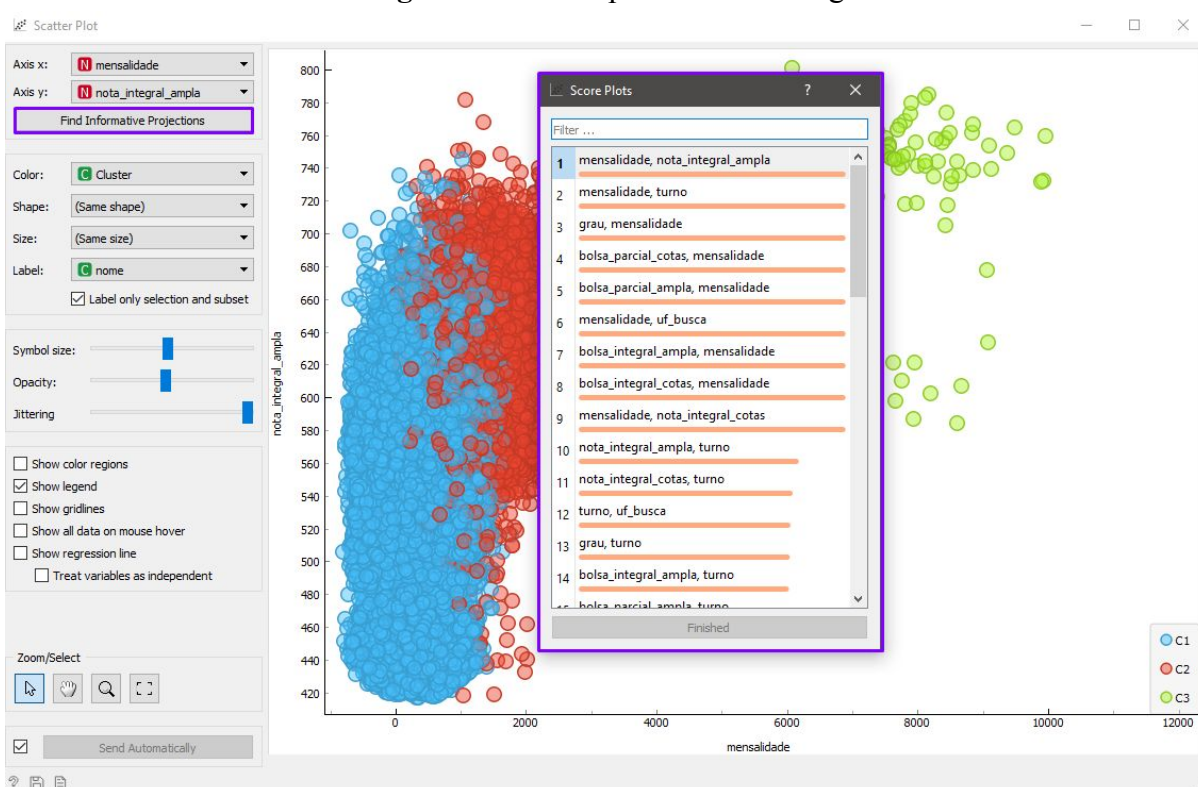 Scatter Plot
Axis x: N mensalidade
Axis y: N nota_integral_ampla
Find Informative Projections
Color: C Cluster
Shape: (Same shape)
Size: (Same size)
Label: C nome
Label only selection and subset
Symbol size:
Opacity:
Jittering
Show color regions
Show legend
Show gridlines
Show all data on mouse hover
Show regression line
Treat variables as independent
Zoom/Select
Send Automatically
?
nota_integral_ampla
800
780
760
740
720
700
680
660
640
620
600
580
560
540
520
500
480
460
440
420
0 2000 4000 6000 8000 10000 12000
mensalidade
Score Plots ?
Filter ...
1 mensalidade, nota_integral_ampla
2 mensalidade, turno
3 grau, mensalidade
4 bolsa_parcial_cotas, mensalidade
5 bolsa_parcial_ampla, mensalidade
6 mensalidade, uf_busca
7 bolsa_integral_ampla, mensalidade
8 bolsa_integral_cotas, mensalidade
9 mensalidade, nota_integral_cotas
10 nota_integral_ampla, turno
11 nota_integral_cotas, turno
12 turno, uf_busca
13 grau, turno
14 bolsa_integral_ampla, turno
15 bolsa_parcial_ampla, turno
Finished
C1
C2
C3